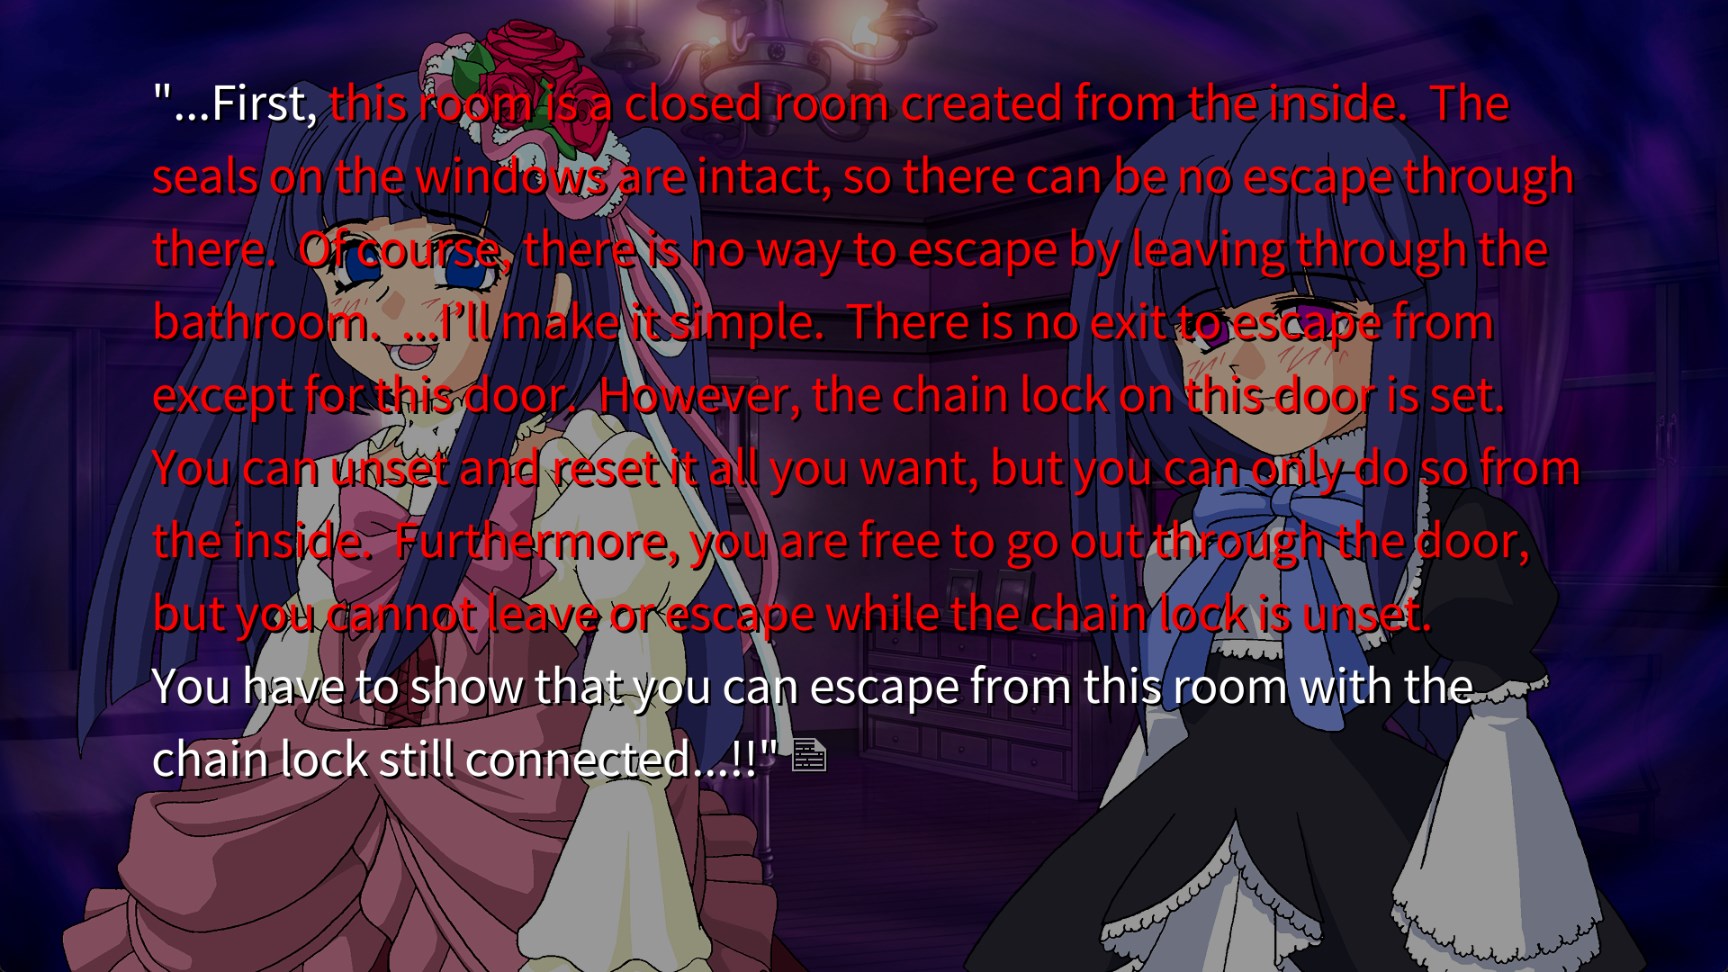 "...First, this room is a closed room created from the inside.  The
seals on the windows are intact, so there can be no escape through
there.  Of course, there is no way to escape by leaving through the
bathroom.  ...I’ll make it simple.  There is no exit to escape from
except for this door.  However, the chain lock on this door is set.
You can unset and reset it all you want, but you can only do so from
the inside.  Furthermore, you are free to go out through the door,
but you cannot leave or escape while the chain lock is unset.
You have to show that you can escape from this room with the
chain lock still connected...!!"